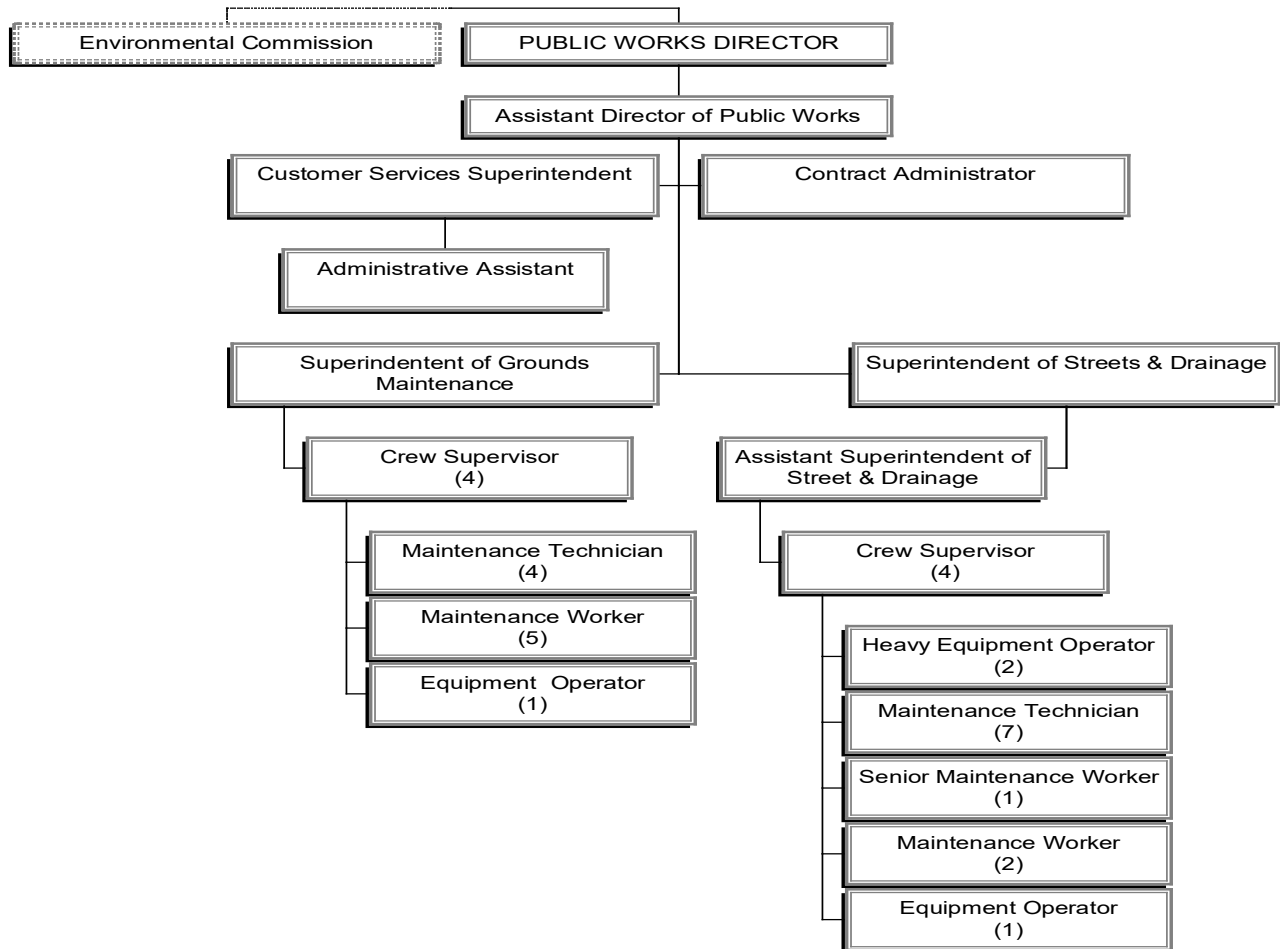 Environmental Commission
PUBLIC WORKS DIRECTOR
Assistant Director of Public Works
Customer Services Superintendent
Contract Administrator
Administrative Assistant
Superindentent of Grounds
Maintenance
Superintendent of Streets & Drainage
Crew Supervisor
(4)
Assistant Superintendent of
Street & Drainage
Maintenance Technician
(4)
Maintenance Worker
(5)
Equipment Operator
(1)
Crew Supervisor
(4)
Heavy Equipment Operator
(2)
Maintenance Technician
(7)
Senior Maintenance Worker
(1)
Maintenance Worker
(2)
Equipment Operator
(1)